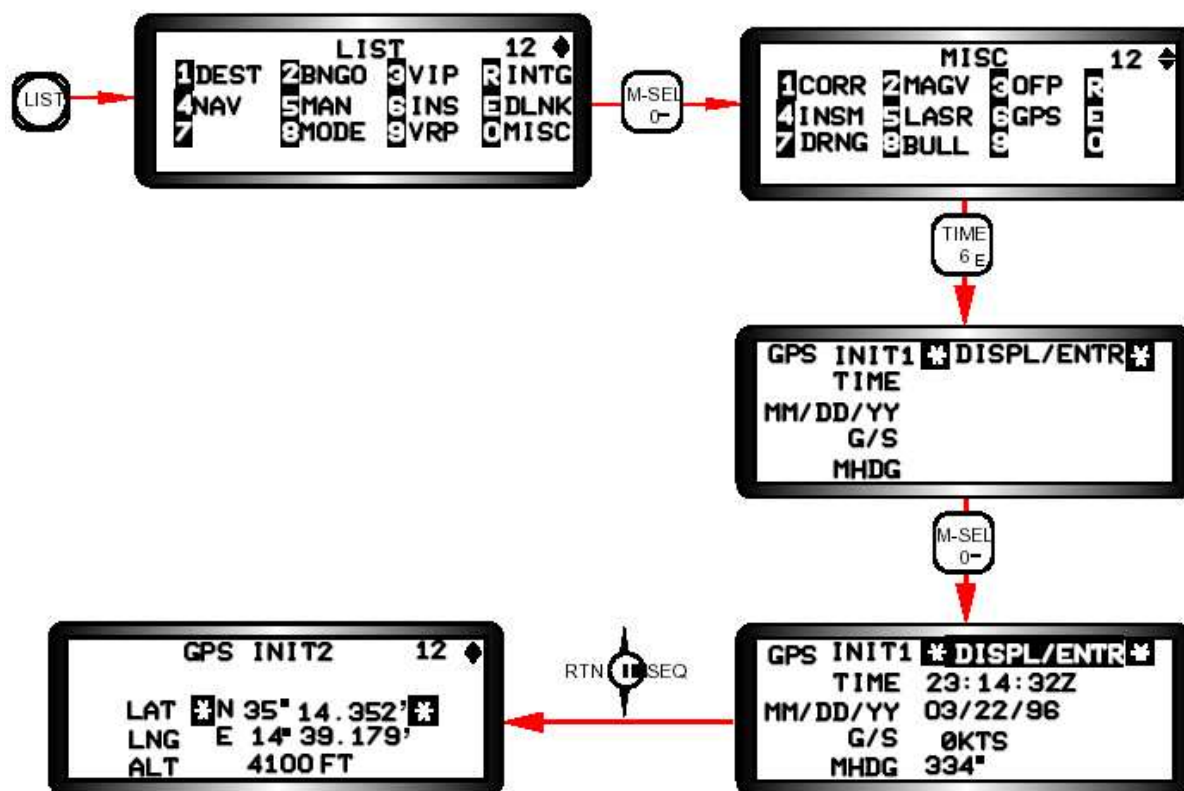 LIST
LIST 12
1DEST 2BNGO 3VIP RINTG
4NAV 5MAN 6INS EDLNK
7 8MODE 9VRP 0MISC
M-SEL
0-
MISC 12
1CORR 2MAGV 3OFP R
4INSM 5LASR 6GPS E
7DRNG 8BULL 9 0
TIME
6 E
GPS INIT1 * DISPL/ENTR *
TIME
MM/DD/YY
G/S
MHDG
M-SEL
0-
GPS INIT1 * DISPL/ENTR *
TIME 23:14:32Z
MM/DD/YY 03/22/96
G/S 0KTS
MHDG 334°
RTN SEQ
GPS INIT2 12
LAT * N 35° 14.352' *
LNG E 14° 39.179'
ALT 4100 FT